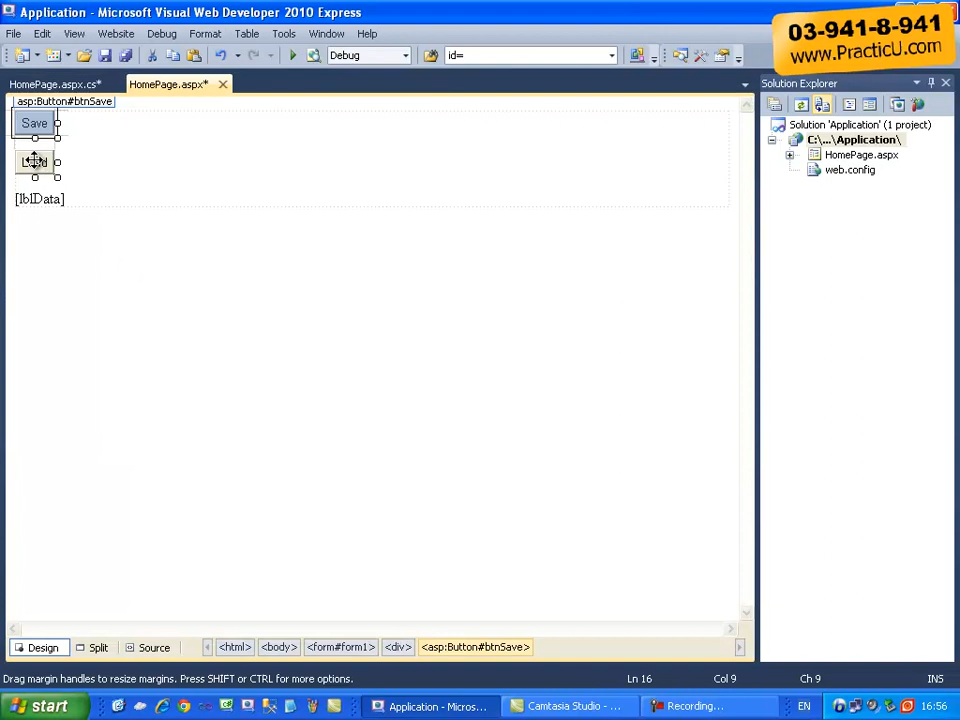 Application - Microsoft Visual Web Developer 2010 Express
03-941-8-941
www.PracticU.com
File Edit View Website Debug Format Table Tools Window Help
Debug
id=
HomePage.aspx.cs* HomePage.aspx*
Solution Explorer
asp:Button#btnSave
Save
[lblData]
Solution 'Application' (1 project)
C:\...\Application\
HomePage.aspx
web.config
Design Split Source <html> <body> <form#form1> <div> <asp:Button#btnSave>
Drag margin handles to resize margins. Press SHIFT or CTRL for more options. Ln 16 Col 9 Ch 9 INS
start Application - Micros... Camtasia Studio - ... Recording... EN 16:56